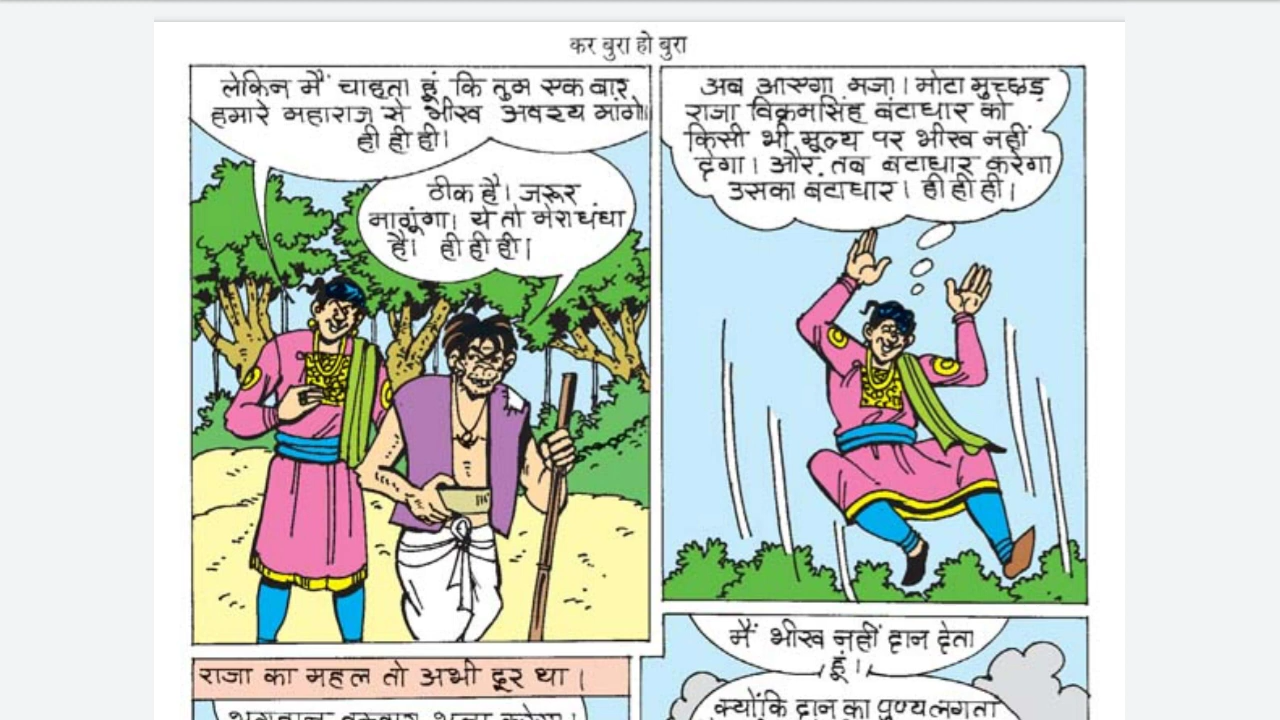 कर बुरा हो बुरा
लेकिन मैं चाहता हूं कि तुम एक बार
हमारे महाराज से भीख अवश्य मांगो।
ही ही ही।
ठीक है। जरूर
मागूंगा। ये तो मेरा धंधा
है। ही ही ही।
अब आएगा मजा। मोटा मुच्छड़
राजा विक्रमसिंह बंटाधार को
किसी भी मूल्य पर भीख नहीं
देगा। और तब बंटाधार करेगा
उसका बंटाधार। ही ही ही।
राजा का महल तो अभी दूर था।
मैं भीख नहीं दान देता
हूं।
क्योंकि दान का पुण्य लगता